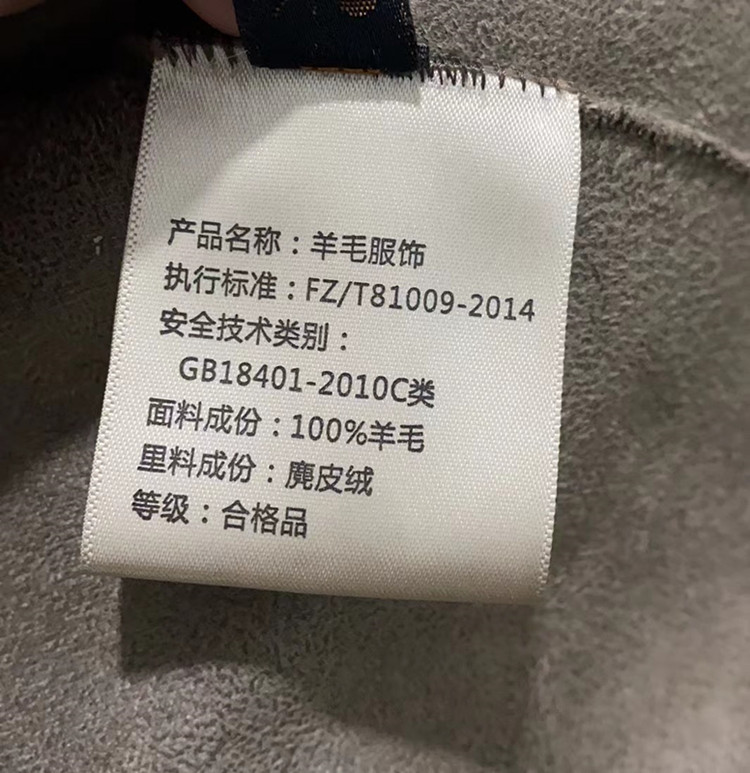 产品名称：羊毛服饰
执行标准：FZ/T81009-2014
安全技术类别：
GB18401-2010C类
面料成份：100%羊毛
里料成份：麂皮绒
等级：合格品